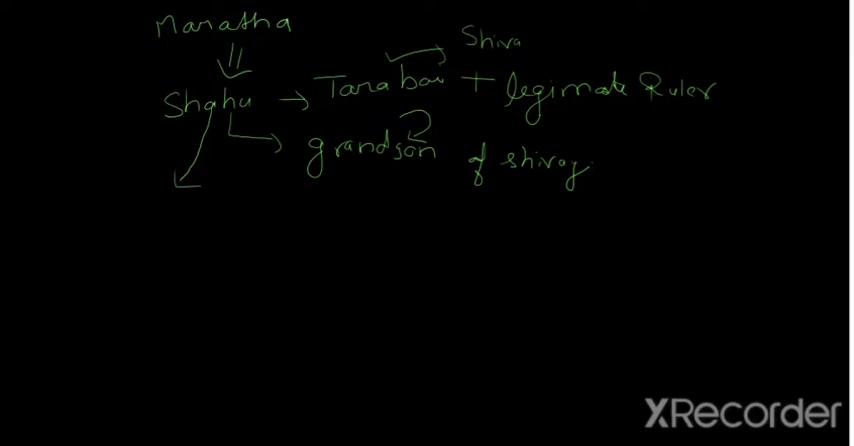 Maratha
Shiva
Shahu → Tarabai + legimate Ruler
grandson of shivaj
XRecorder